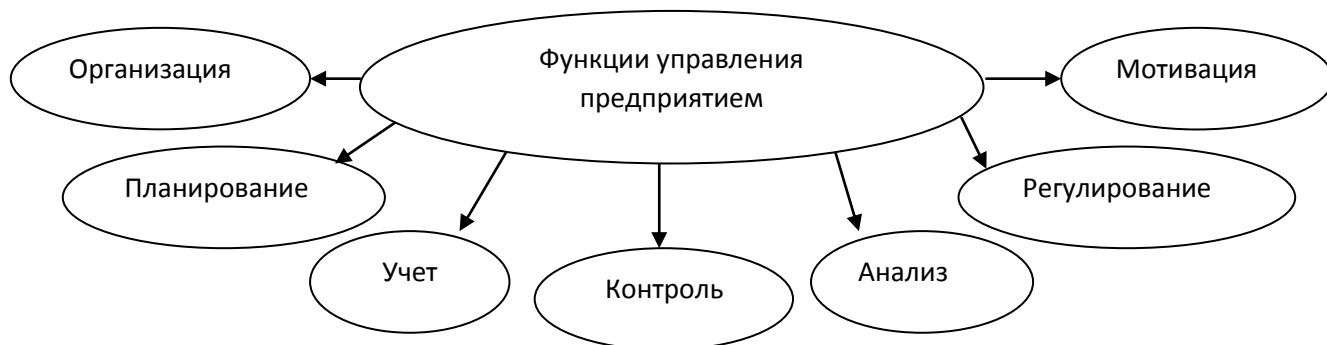 Функции управления
предприятием
Организация
Мотивация
Планирование
Регулирование
Учет
Контроль
Анализ